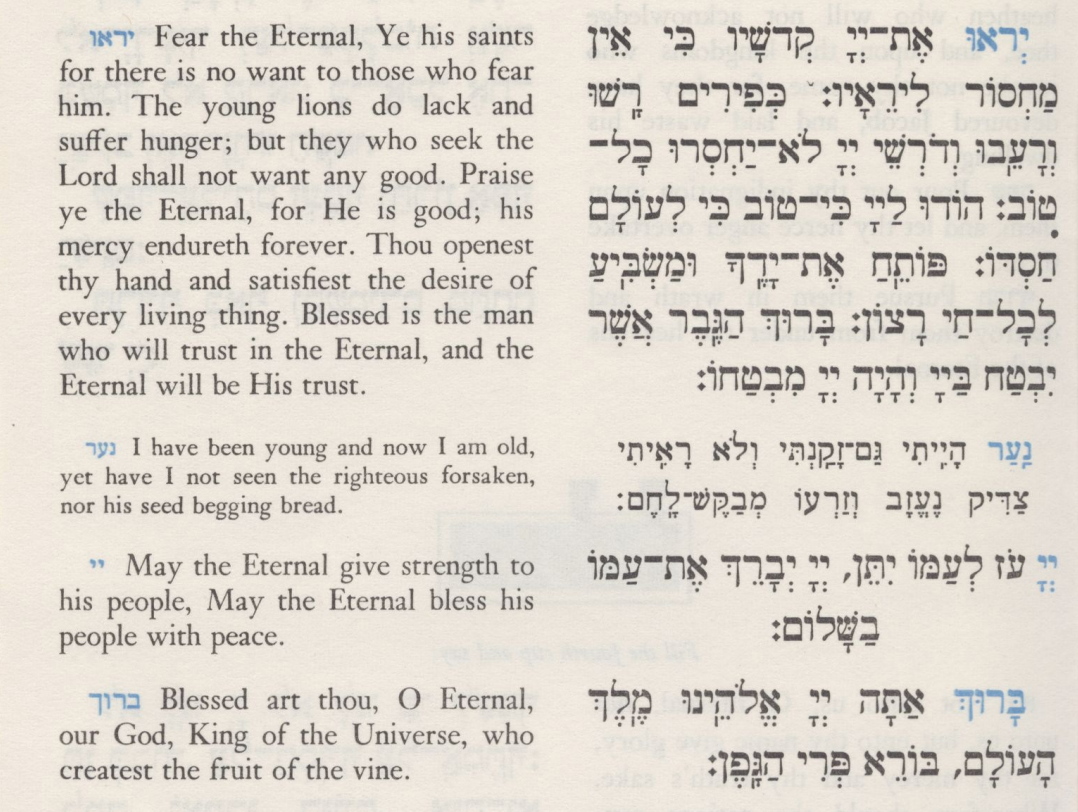 יראו Fear the Eternal, Ye his saints
for there is no want to those who fear
him. The young lions do lack and
suffer hunger; but they who seek the
Lord shall not want any good. Praise
ye the Eternal, for He is good; his
mercy endureth forever. Thou openest
thy hand and satisfiest the desire of
every living thing. Blessed is the man
who will trust in the Eternal, and the
Eternal will be His trust.
נער I have been young and now I am old,
yet have I not seen the righteous forsaken,
nor his seed begging bread.
יי May the Eternal give strength to
his people, May the Eternal bless his
people with peace.
ברוך Blessed art thou, O Eternal,
our God, King of the Universe, who
createst the fruit of the vine.
יְראוּ אֶת־יְיָ קְדֹשָׁיו כִּי אֵין
מַחְסוֹר לִירֵאָיו: כְּפִירִים רָשׁוּ
וְרָעֵבוּ וְדֹרְשֵׁי יְיָ לֹא־יַחְסְרוּ כָל־
טוֹב: הוֹדוּ לַיְיָ כִּי־טוֹב כִּי לְעוֹלָם
חַסְדּוֹ: פּוֹתֵחַ אֶת־יָדֶךָ וּמַשְׂבִּיעַ
לְכָל־חַי רָצוֹן: בָּרוּךְ הַגֶּבֶר אֲשֶׁר
יִבְטַח בַּייָ וְהָיָה יְיָ מִבְטַחוֹ:
נַעַר הָיִיתִי גַּם־זָקַנְתִּי וְלֹא רָאִיתִי
צַדִּיק נֶעֱזָב וְזַרְעוֹ מְבַקֶּשׁ־לָחֶם:
יְיָ עֹז לְעַמּוֹ יִתֵּן, יְיָ יְבָרֵךְ אֶת־עַמּוֹ
בַשָּׁלוֹם:
בָּרוּךְ אַתָּה יְיָ אֱלֹהֵינוּ מֶלֶךְ
הָעוֹלָם, בּוֹרֵא פְּרִי הַגָּפֶן: